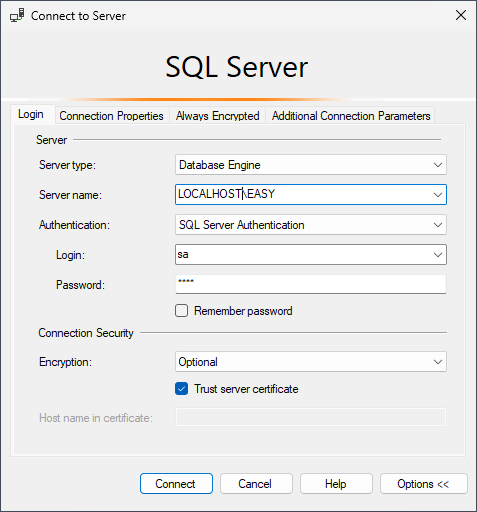 Connect to Server
SQL Server
Login Connection Properties Always Encrypted Additional Connection Parameters
Server
Server type: Database Engine
Server name: LOCALHOST\EASY
Authentication: SQL Server Authentication
Login: sa
Password: ****
Remember password
Connection Security
Encryption: Optional
Trust server certificate
Host name in certificate:
Connect Cancel Help Options <<